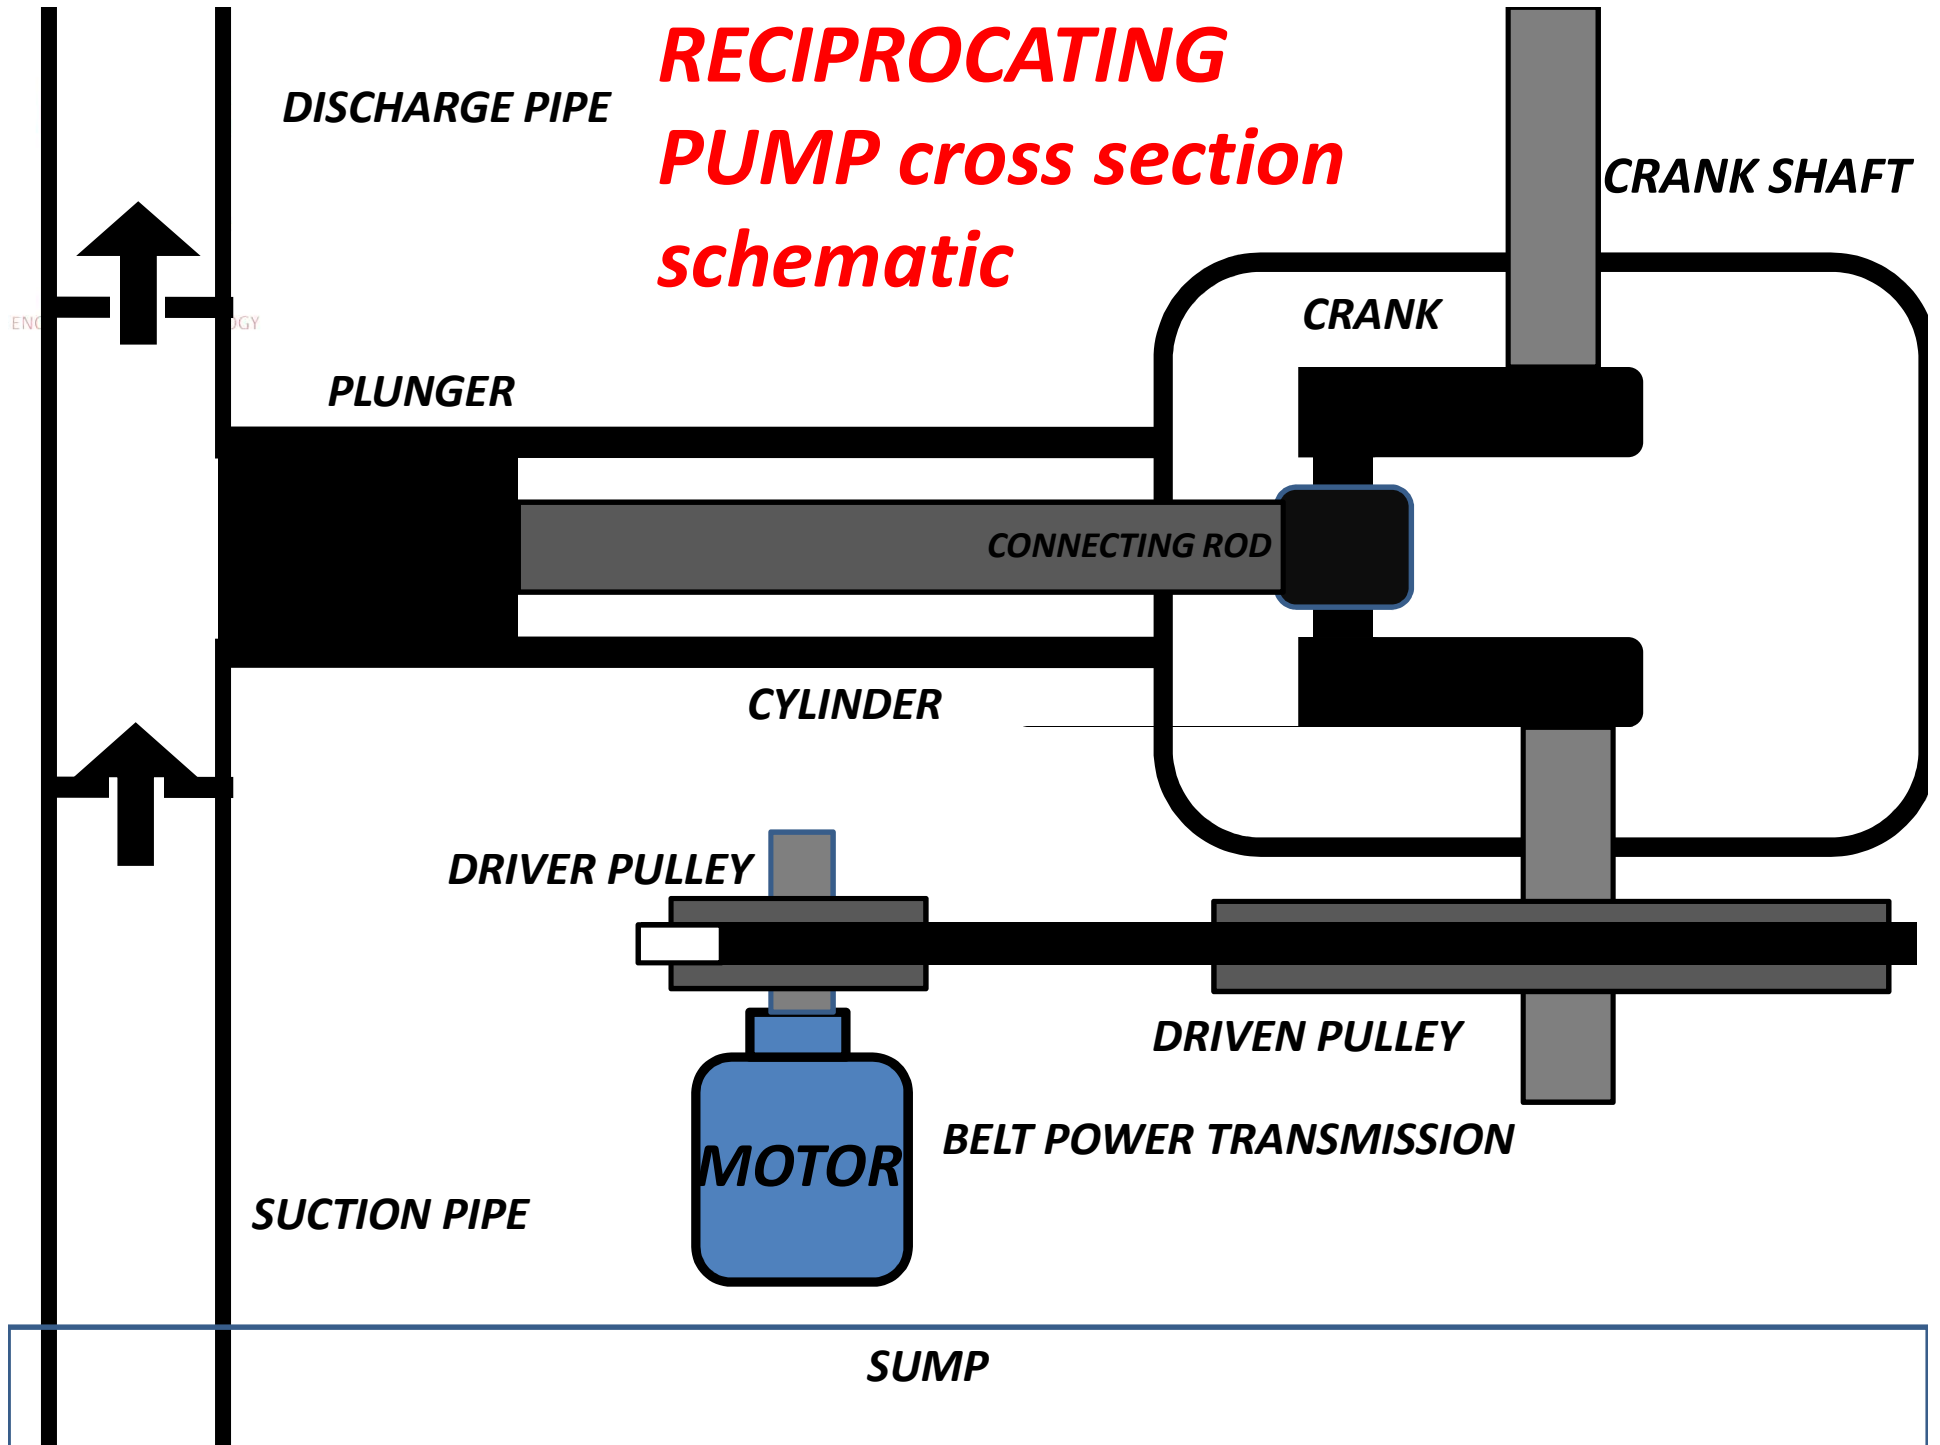 RECIPROCATING
PUMP cross section
schematic
DISCHARGE PIPE
CRANK SHAFT
CRANK
PLUNGER
CONNECTING ROD
CYLINDER
DRIVER PULLEY
DRIVEN PULLEY
BELT POWER TRANSMISSION
MOTOR
SUCTION PIPE
SUMP